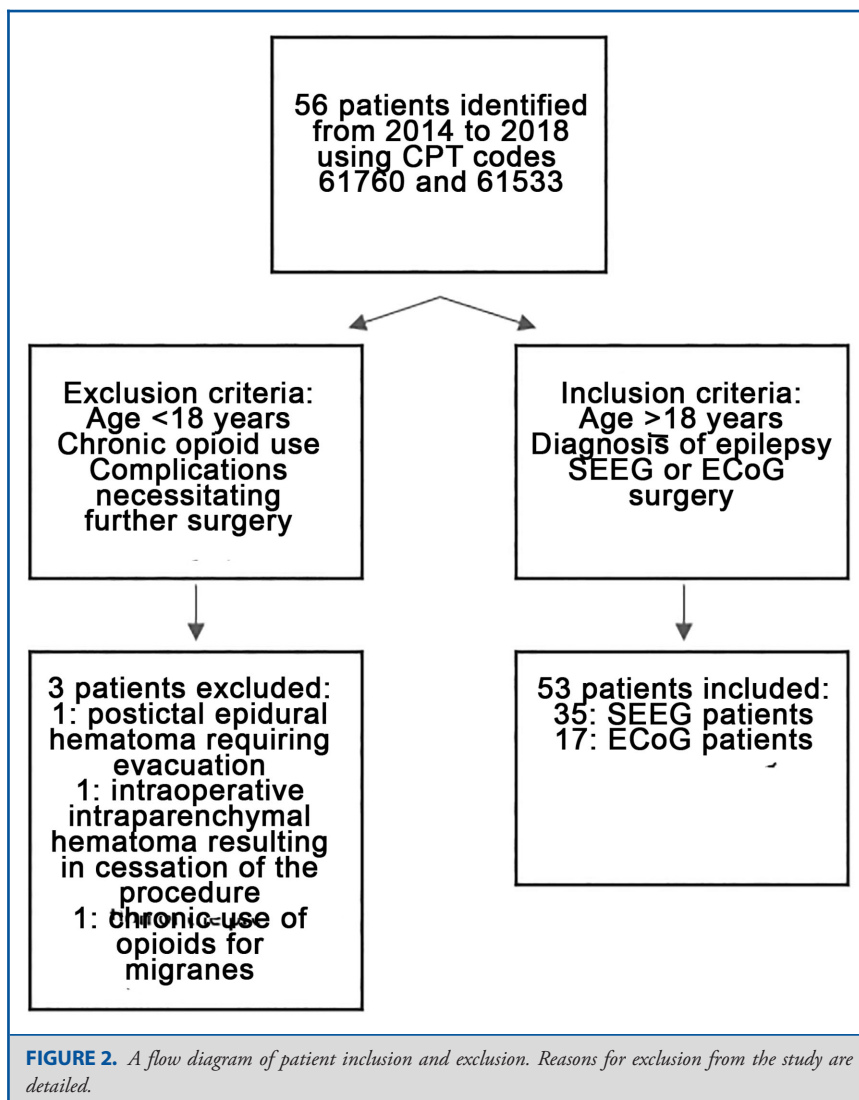 56 patients identified
from 2014 to 2018
using CPT codes
61760 and 61533
Exclusion criteria:
Age <18 years
Chronic opioid use
Complications
necessitating
further surgery
Inclusion criteria:
Age ≥18 years
Diagnosis of epilepsy
SEEG or ECoG
surgery
3 patients excluded:
1: postictal epidural
hematoma requiring
evacuation
1: intraoperative
intraparenchymal
hematoma resulting
in cessation of the
procedure
1: chronic use of
opioids for
migranes
53 patients included:
35: SEEG patients
17: ECoG patients
FIGURE 2. A flow diagram of patient inclusion and exclusion. Reasons for exclusion from the study are
detailed.